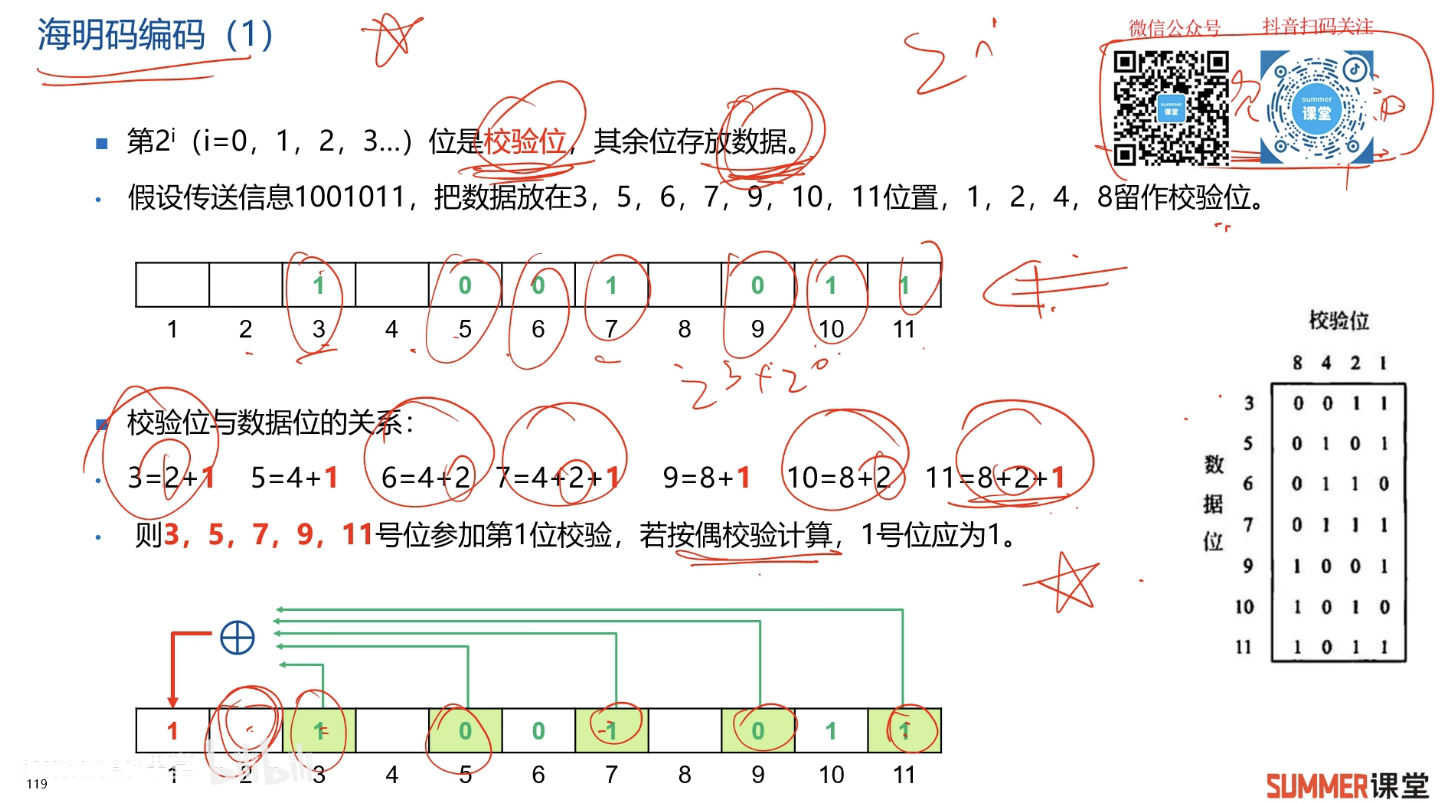 海明码编码（1）
微信公众号
抖音扫码关注
2ⁿ
summer
课堂
summer
课堂
■ 第2ⁱ（i=0，1，2，3…）位是校验位，其余位存放数据。
• 假设传送信息1001011，把数据放在3，5，6，7，9，10，11位置，1，2，4，8留作校验位。
1 0 0 1 0 1 1
1 2 3 4 5 6 7 8 9 10 11
2³+2⁰
■ 校验位与数据位的关系：
• 3=2+1 5=4+1 6=4+2 7=4+2+1 9=8+1 10=8+2 11=8+2+1
• 则3，5，7，9，11号位参加第1位校验，若按偶校验计算，1号位应为1。
校验位
8 4 2 1
数据位
3 0 0 1 1
5 0 1 0 1
6 0 1 1 0
7 0 1 1 1
9 1 0 0 1
10 1 0 1 0
11 1 0 1 1
1 1 0 0 1 0 1 1
1 2 3 4 5 6 7 8 9 10 11
bilibili
119
SUMMER课堂